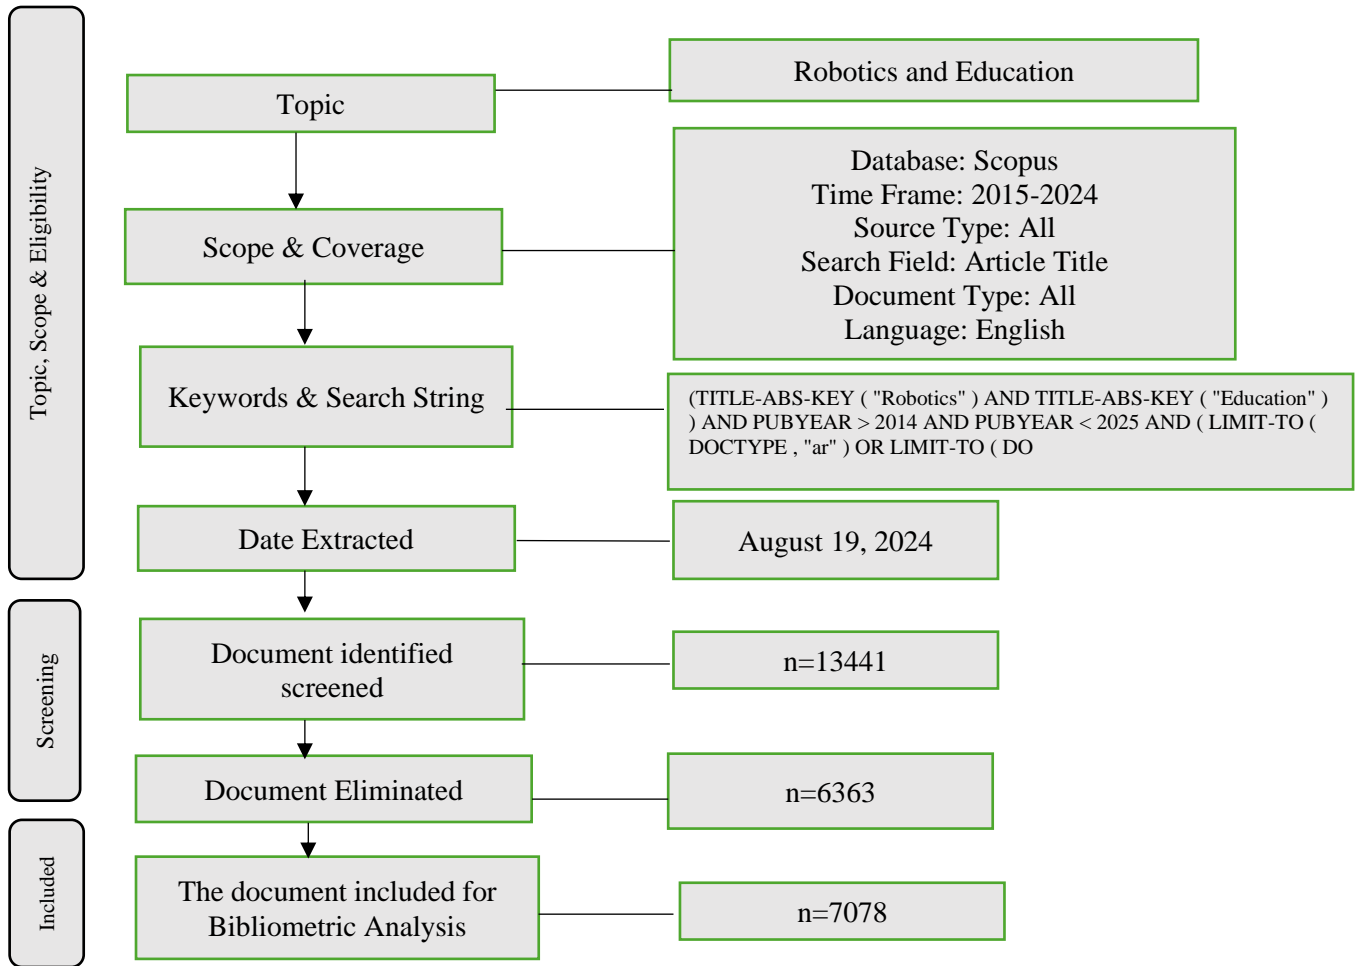 Topic, Scope & Eligibility
Topic
Robotics and Education
Scope & Coverage
Database: Scopus
Time Frame: 2015-2024
Source Type: All
Search Field: Article Title
Document Type: All
Language: English
Keywords & Search String
(TITLE-ABS-KEY ( "Robotics" ) AND TITLE-ABS-KEY ( "Education" )
) AND PUBYEAR > 2014 AND PUBYEAR < 2025 AND ( LIMIT-TO (
DOCTYPE , "ar" ) OR LIMIT-TO ( DO
Date Extracted
August 19, 2024
Screening
Document identified
screened
n=13441
Document Eliminated
n=6363
Included
The document included for
Bibliometric Analysis
n=7078